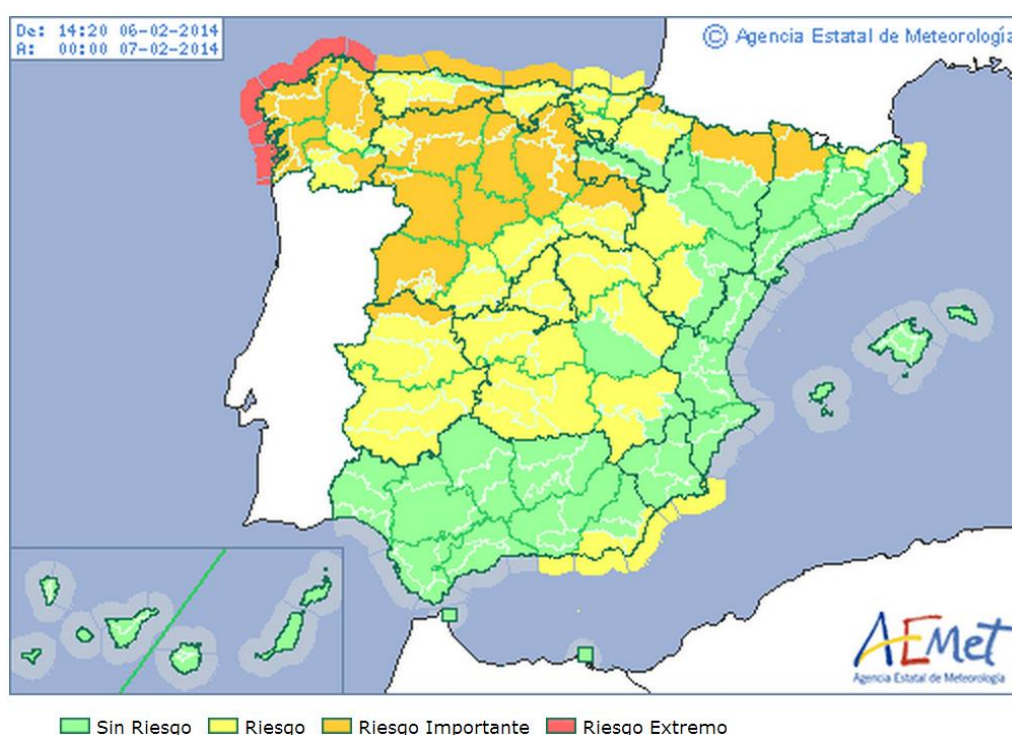 De: 14:20 06-02-2014
A: 00:00 07-02-2014
© Agencia Estatal de Meteorología
AEMet
Agencia Estatal de Meteorología
Sin Riesgo Riesgo Riesgo Importante Riesgo Extremo